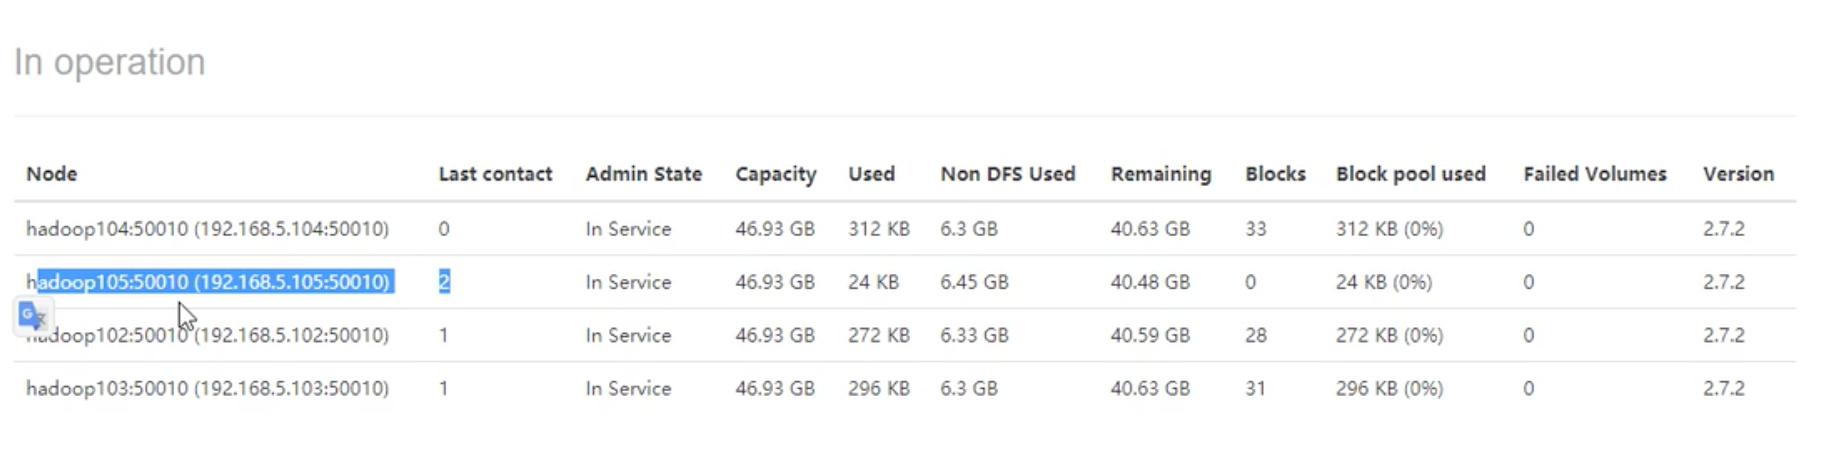 In operation
Node Last contact Admin State Capacity Used Non DFS Used Remaining Blocks Block pool used Failed Volumes Version
hadoop104:50010 (192.168.5.104:50010) 0 In Service 46.93 GB 312 KB 6.3 GB 40.63 GB 33 312 KB (0%) 0 2.7.2
hadoop105:50010 (192.168.5.105:50010) 2 In Service 46.93 GB 24 KB 6.45 GB 40.48 GB 0 24 KB (0%) 0 2.7.2
hadoop102:50010 (192.168.5.102:50010) 1 In Service 46.93 GB 272 KB 6.33 GB 40.59 GB 28 272 KB (0%) 0 2.7.2
hadoop103:50010 (192.168.5.103:50010) 1 In Service 46.93 GB 296 KB 6.3 GB 40.63 GB 31 296 KB (0%) 0 2.7.2